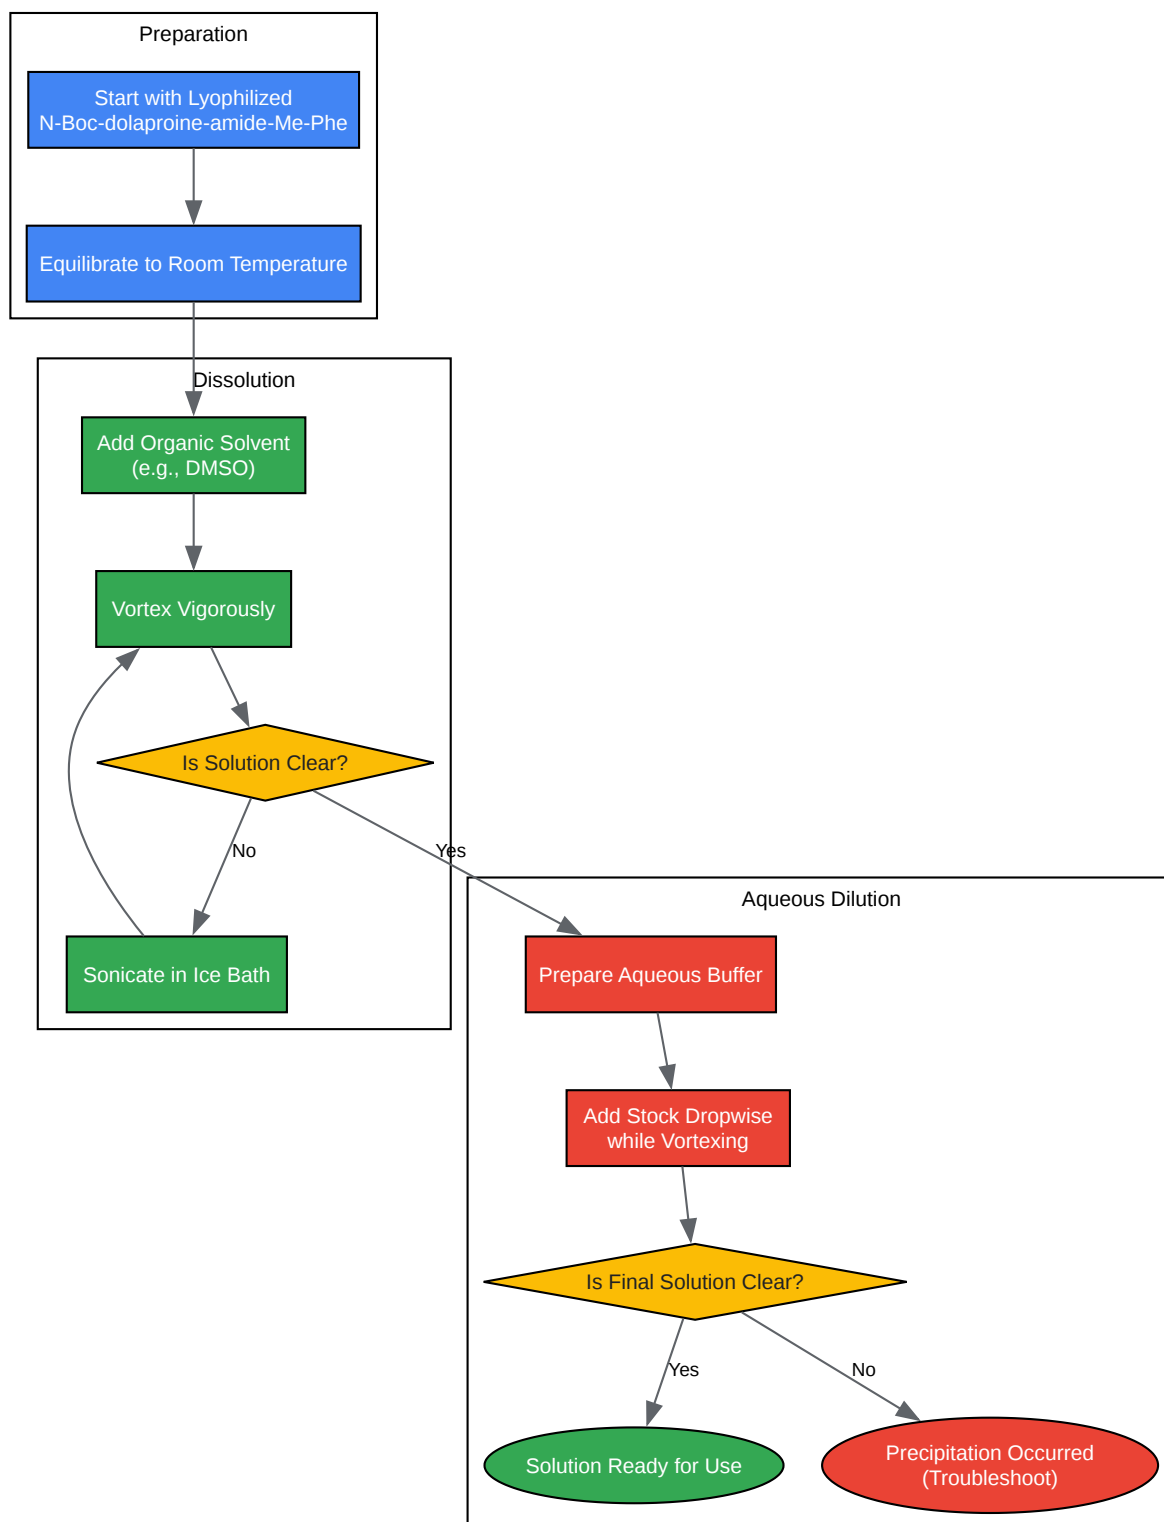 Preparation
Start with Lyophilized
N-Boc-dolaproine-amide-Me-Phe
Equilibrate to Room Temperature
Dissolution
Add Organic Solvent
(e.g., DMSO)
Vortex Vigorously
Is Solution Clear?
No
Yes
Sonicate in Ice Bath
Aqueous Dilution
Prepare Aqueous Buffer
Add Stock Dropwise
while Vortexing
Is Final Solution Clear?
Yes
No
Solution Ready for Use
Precipitation Occurred
(Troubleshoot)